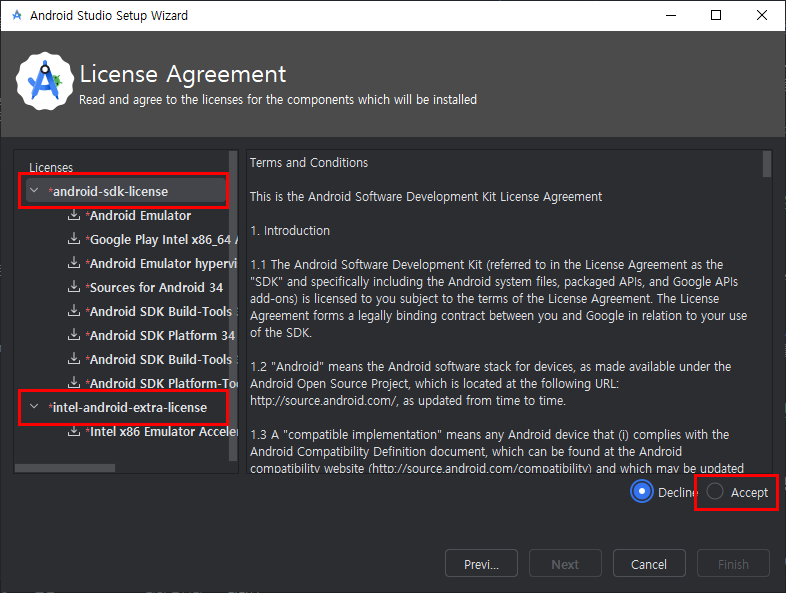 Android Studio Setup Wizard
License Agreement
Read and agree to the licenses for the components which will be installed
Licenses
*android-sdk-license
*Android Emulator
*Google Play Intel x86_64
*Android Emulator hypervi
*Sources for Android 34
*Android SDK Build-Tools
*Android SDK Platform 34
*Android SDK Build-Tools
*Android SDK Platform-Too
*intel-android-extra-license
*Intel x86 Emulator Acceler
Terms and Conditions
This is the Android Software Development Kit License Agreement
1. Introduction
1.1 The Android Software Development Kit (referred to in the License Agreement as the
"SDK" and specifically including the Android system files, packaged APIs, and Google APIs
add-ons) is licensed to you subject to the terms of the License Agreement. The License
Agreement forms a legally binding contract between you and Google in relation to your use
of the SDK.
1.2 "Android" means the Android software stack for devices, as made available under the
Android Open Source Project, which is located at the following URL:
http://source.android.com/, as updated from time to time.
1.3 A "compatible implementation" means any Android device that (i) complies with the
Android Compatibility Definition document, which can be found at the Android
compatibility website (http://source.android.com/compatibility) and which may be updated
Decline
Accept
Previ...
Next
Cancel
Finish